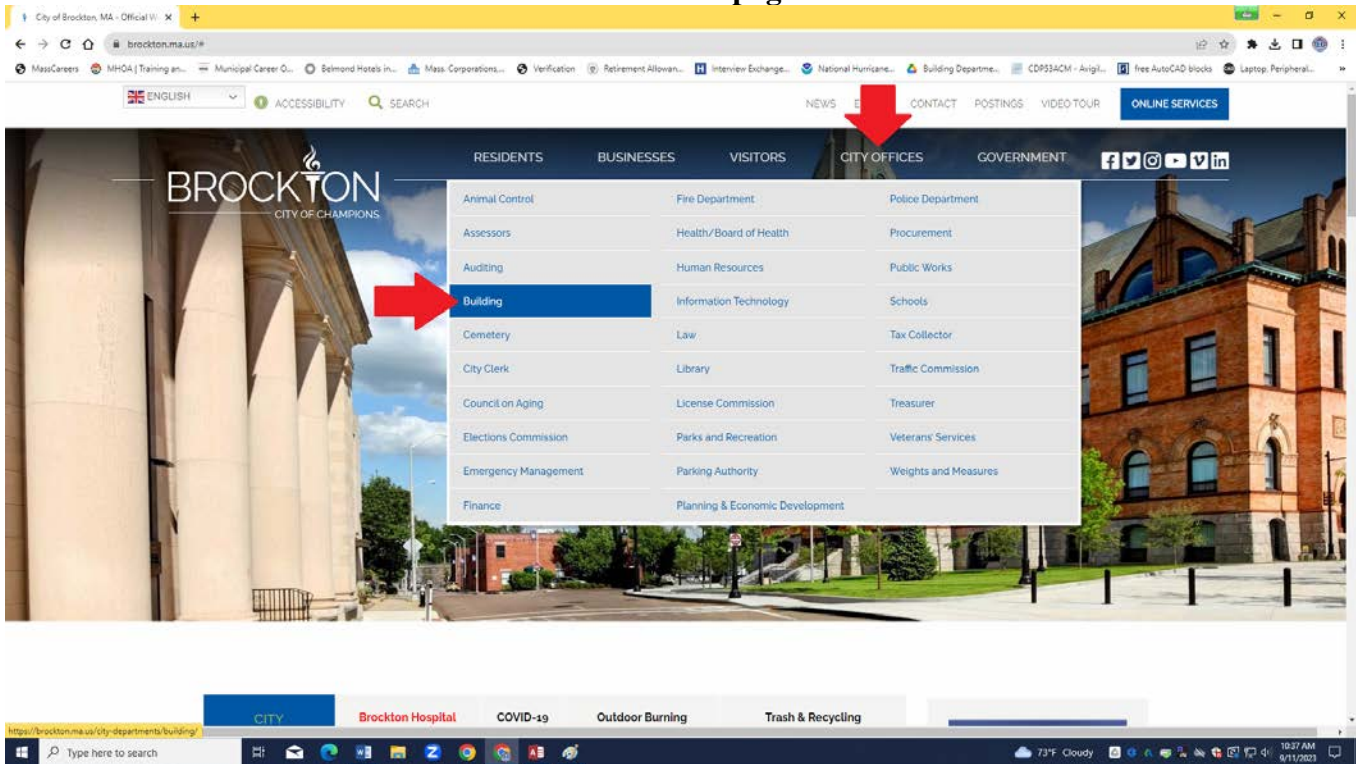 page
City of Brockton, MA - Official W
brockton.ma.us/#
MassCareers MHOA | Training an... Municipal Career O... Belmond Hotels in... Mass. Corporations,... Verification Retirement Allowan... Interview Exchange... National Hurricane... Building Departme... CDPS3ACM - Avigil... free AutoCAD blocks Laptop, Peripheral...
ENGLISH ACCESSIBILITY SEARCH NEWS E CONTACT POSTINGS VIDEO TOUR ONLINE SERVICES
RESIDENTS BUSINESSES VISITORS CITY OFFICES GOVERNMENT
BROCKTON
CITY OF CHAMPIONS
Animal Control Fire Department Police Department
Assessors Health/Board of Health Procurement
Auditing Human Resources Public Works
Building Information Technology Schools
Cemetery Law Tax Collector
City Clerk Library Traffic Commission
Council on Aging License Commission Treasurer
Elections Commission Parks and Recreation Veterans' Services
Emergency Management Parking Authority Weights and Measures
Finance Planning & Economic Development
CITY Brockton Hospital COVID-19 Outdoor Burning Trash & Recycling
https://brockton.ma.us/city-departments/building/
Type here to search
73°F Cloudy
10:37 AM
9/11/2023